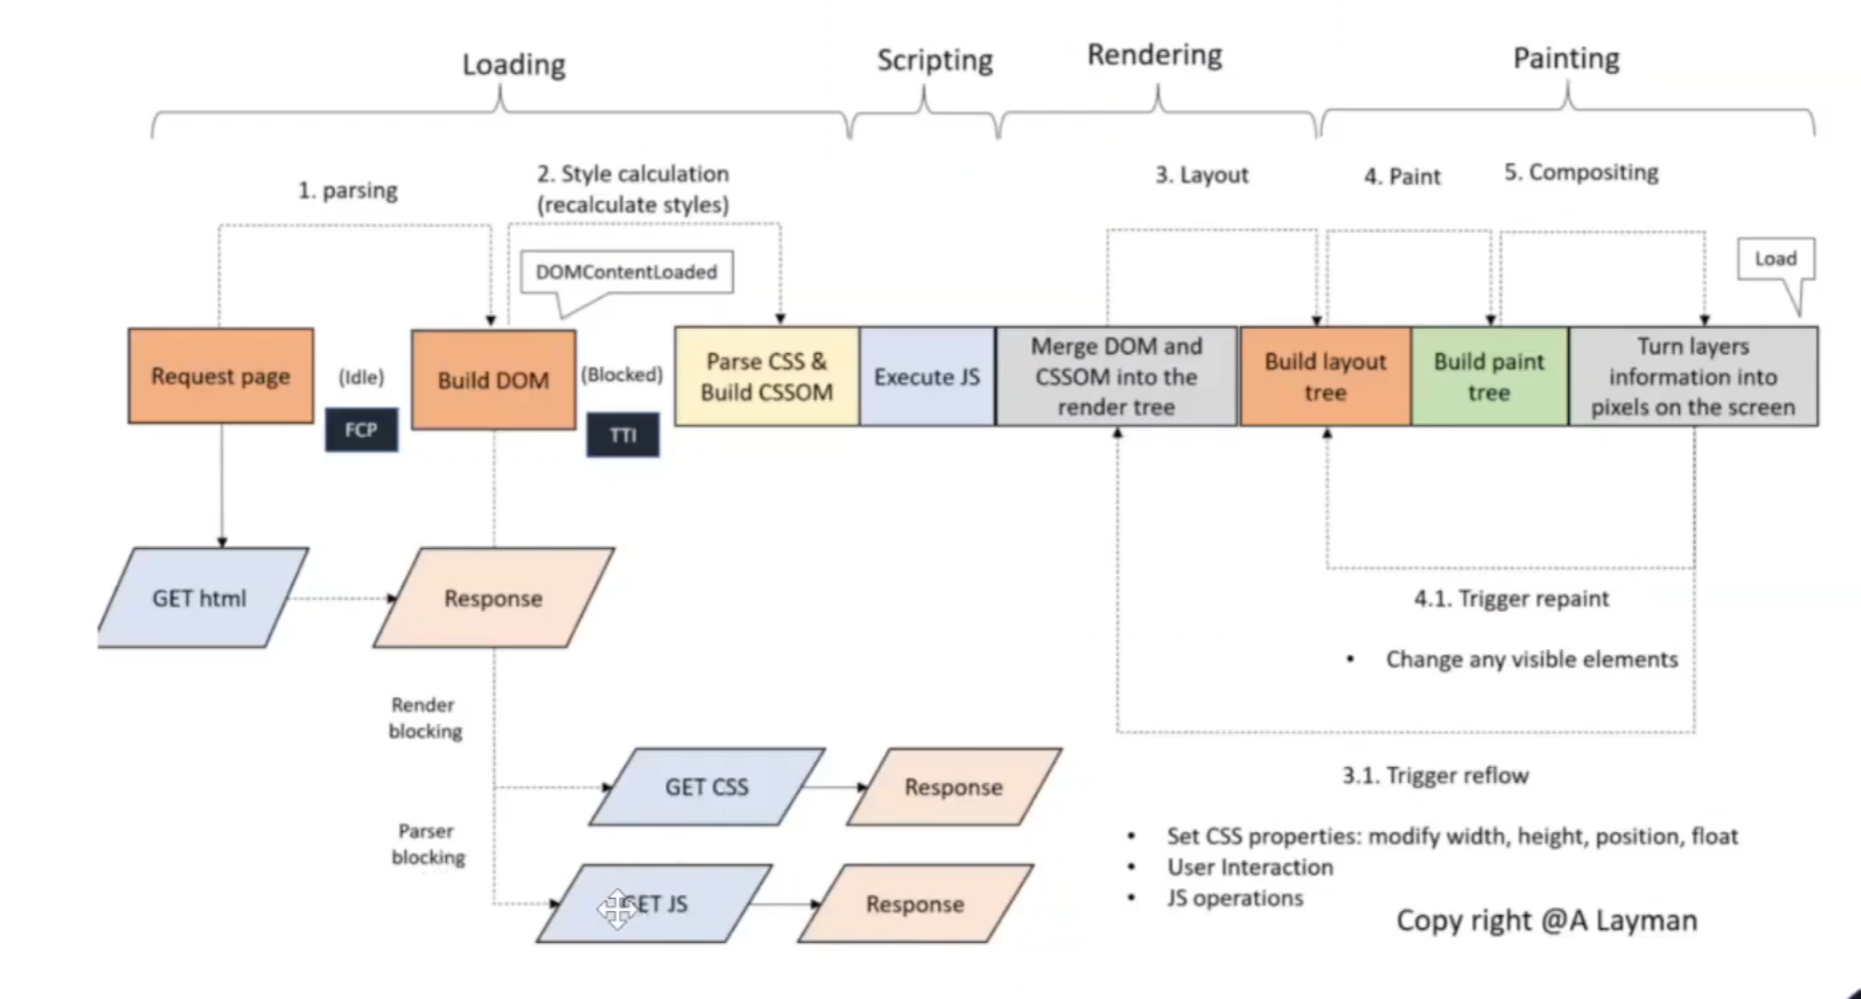 Loading
Scripting
Rendering
Painting
1. parsing
2. Style calculation
(recalculate styles)
3. Layout
4. Paint
5. Compositing
DOMContentLoaded
Load
Request page
(Idle)
FCP
Build DOM
(Blocked)
TTI
Parse CSS &
Build CSSOM
Execute JS
Merge DOM and
CSSOM into the
render tree
Build layout
tree
Build paint
tree
Turn layers
information into
pixels on the screen
GET html
Response
4.1. Trigger repaint
• Change any visible elements
Render
blocking
GET CSS
Response
3.1. Trigger reflow
Parser
blocking
GET JS
Response
• Set CSS properties: modify width, height, position, float
• User Interaction
• JS operations
Copy right @A Layman